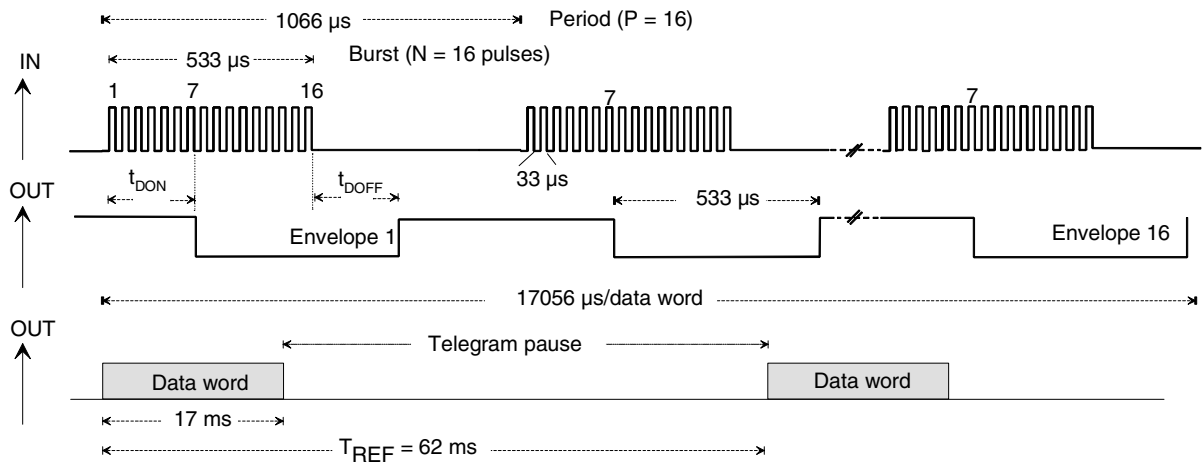 1066 µs Period (P = 16)
533 µs Burst (N = 16 pulses)
IN
1 7 16 7 7
33 µs
OUT tDON tDOFF 533 µs
Envelope 1 Envelope 16
17056 µs/data word
OUT
Telegram pause
Data word Data word
17 ms
TREF = 62 ms